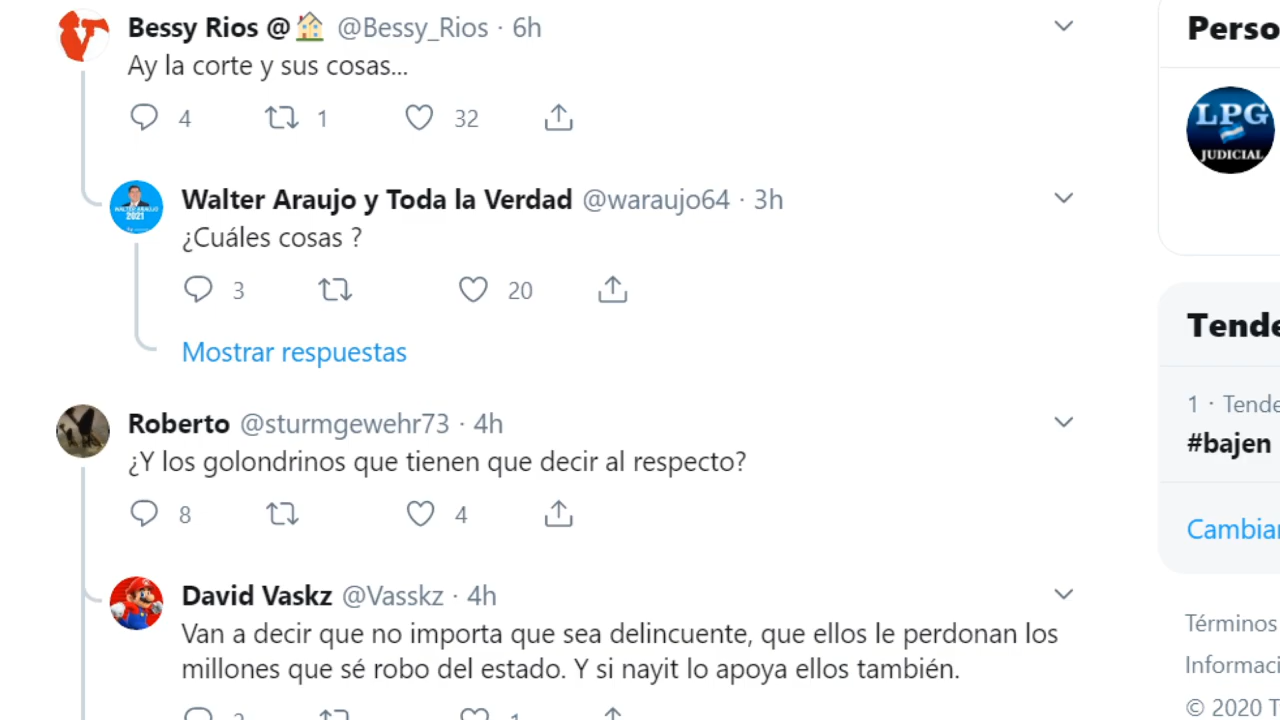 Bessy Rios @🏠 @Bessy_Rios · 6h
Ay la corte y sus cosas...
4 1 32
Walter Araujo y Toda la Verdad @waraujo64 · 3h
¿Cuáles cosas ?
3 20
Mostrar respuestas
Roberto @sturmgewehr73 · 4h
¿Y los golondrinos que tienen que decir al respecto?
8 4
David Vaskz @Vasskz · 4h
Van a decir que no importa que sea delincuente, que ellos le perdonan los
millones que sé robo del estado. Y si nayit lo apoya ellos también.
Perso
LPG
JUDICIAL
Tende
1 · Tende
#bajen
Cambiar
Términos
Informaci
© 2020 T